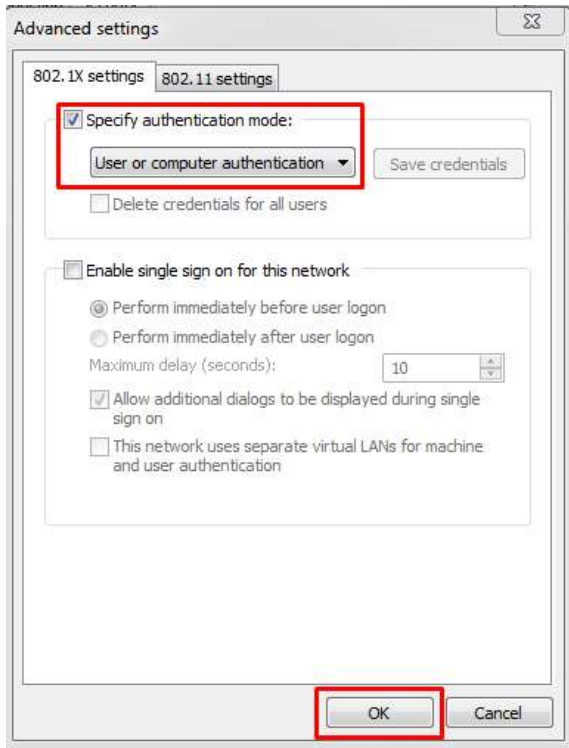 Advanced settings
802.1X settings
802.11 settings
Specify authentication mode:
User or computer authentication
Save credentials
Delete credentials for all users
Enable single sign on for this network
Perform immediately before user logon
Perform immediately after user logon
Maximum delay (seconds):
10
Allow additional dialogs to be displayed during single
sign on
This network uses separate virtual LANs for machine
and user authentication
OK
Cancel